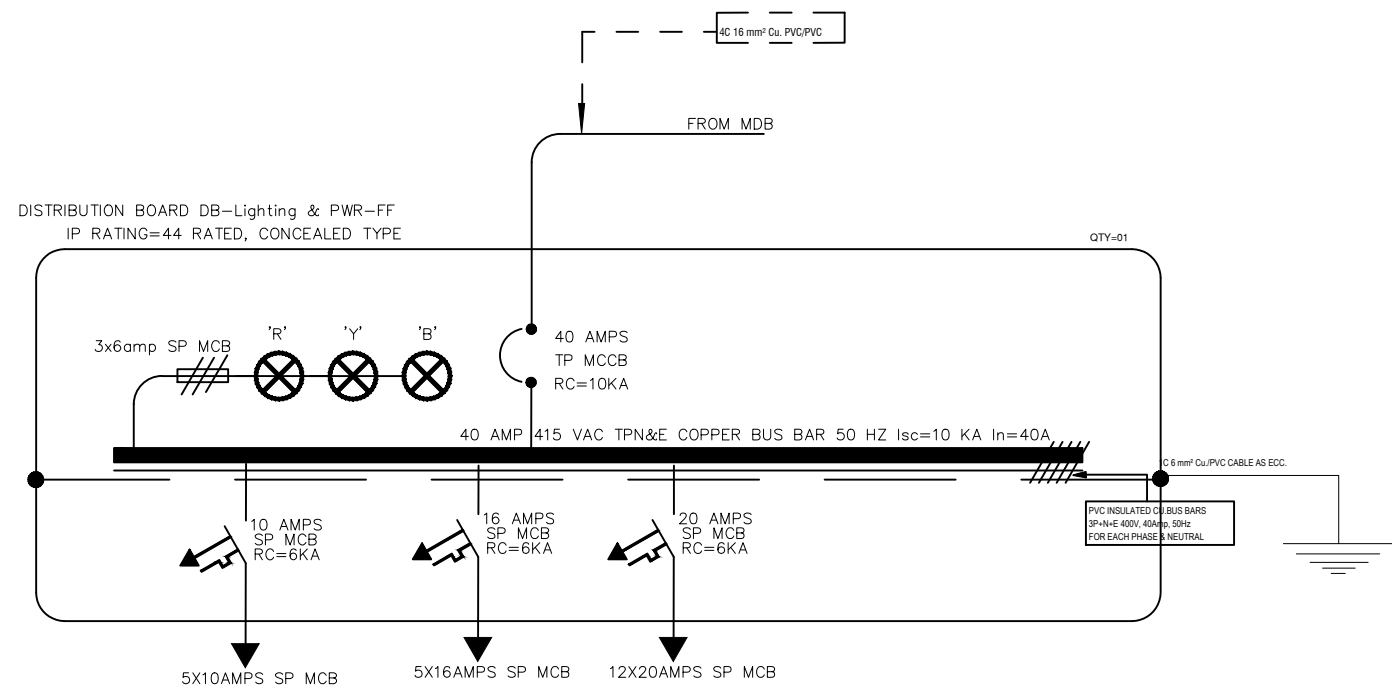 4C 16 mm² Cu. PVC/PVC
FROM MDB
DISTRIBUTION BOARD DB-Lighting & PWR-FF
IP RATING=44 RATED, CONCEALED TYPE
QTY=01
'R'
'Y'
'B'
3x6amp SP MCB
40 AMPS
TP MCCB
RC=10KA
40 AMP 415 VAC TPN&E COPPER BUS BAR 50 HZ Isc=10 KA In=40A
1C 6 mm² Cu./PVC CABLE AS ECC.
PVC INSULATED CU.BUS BARS
3P+N+E 400V, 40Amp, 50Hz
FOR EACH PHASE & NEUTRAL
10 AMPS
SP MCB
RC=6KA
16 AMPS
SP MCB
RC=6KA
20 AMPS
SP MCB
RC=6KA
5X10AMPS SP MCB
5X16AMPS SP MCB
12X20AMPS SP MCB